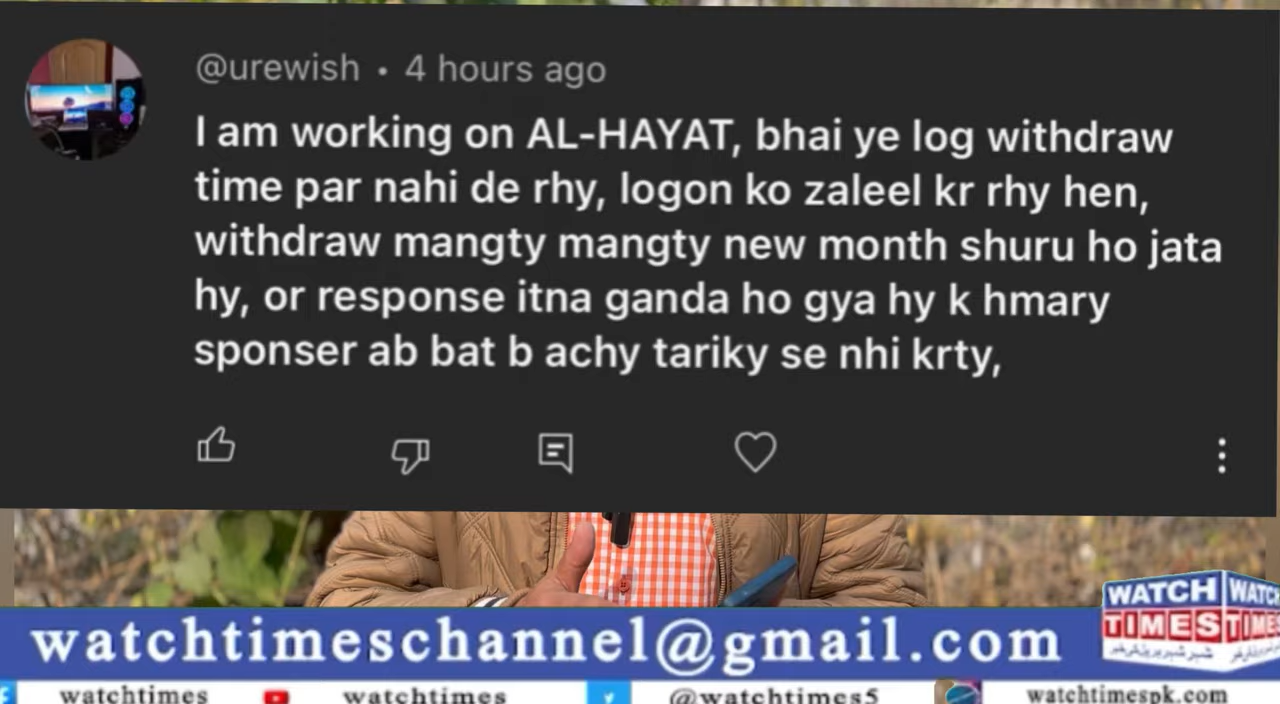 @urewish • 4 hours ago
I am working on AL-HAYAT, bhai ye log withdraw
time par nahi de rhy, logon ko zaleel kr rhy hen,
withdraw mangty mangty new month shuru ho jata
hy, or response itna ganda ho gya hy k hmary
sponser ab bat b achy tariky se nhi krty,
WATCH WATCH
TIMES TIMES
watchtimeschannel@gmail.com
watchtimes watchtimes @watchtimes5 watchtimespk.com